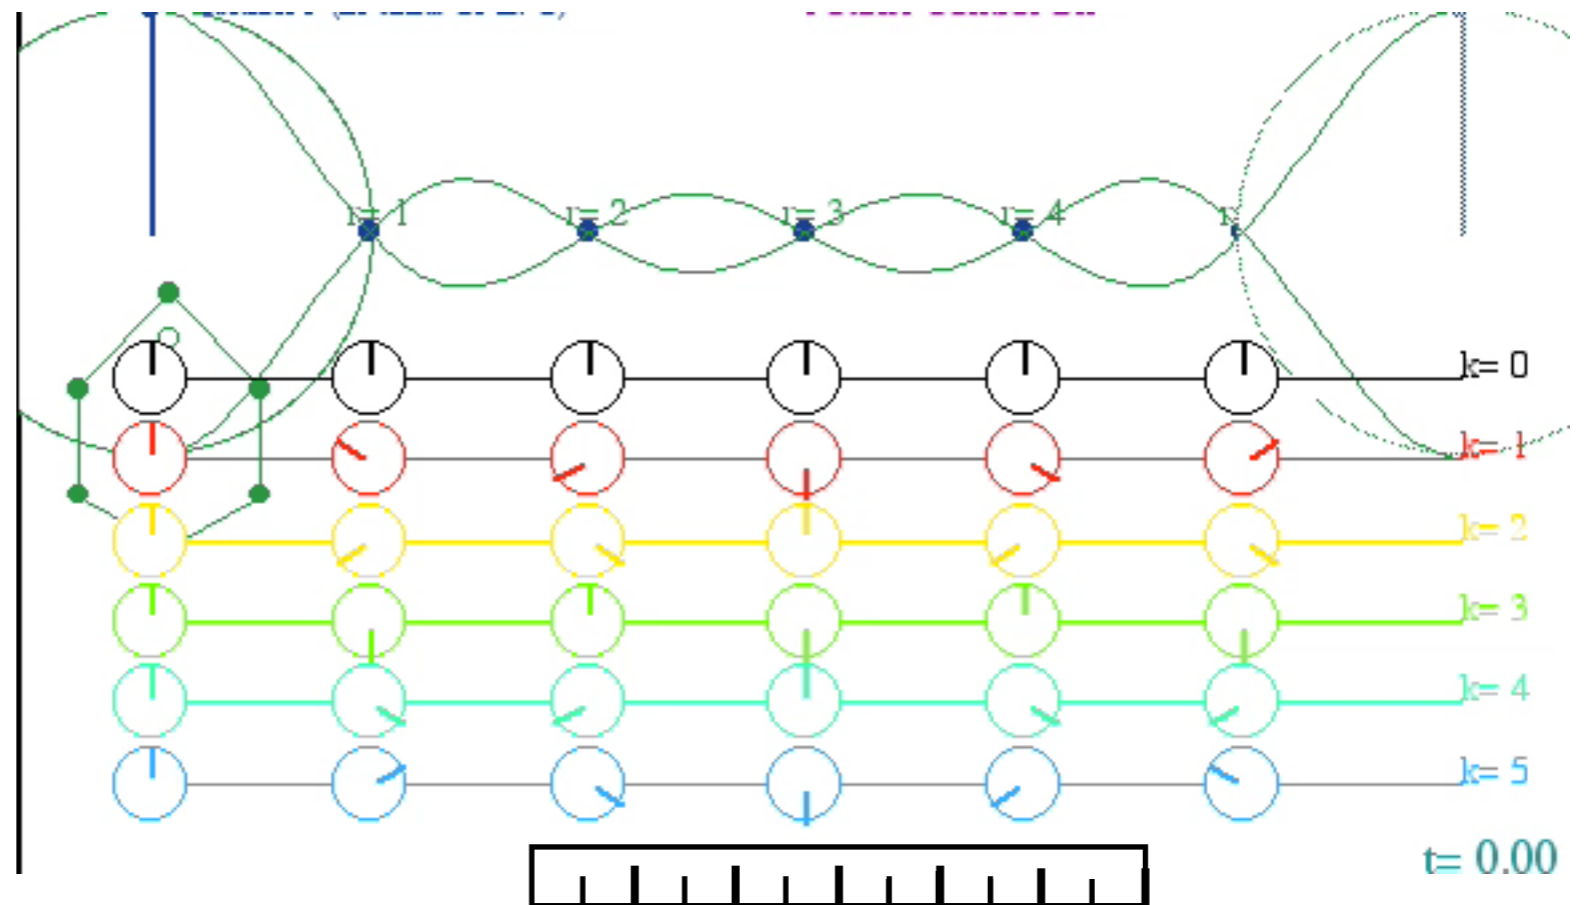 r= 1 r= 2 r= 3 r= 4 r
k= 0
k= 1
k= 2
k= 3
k= 4
k= 5
t= 0.00